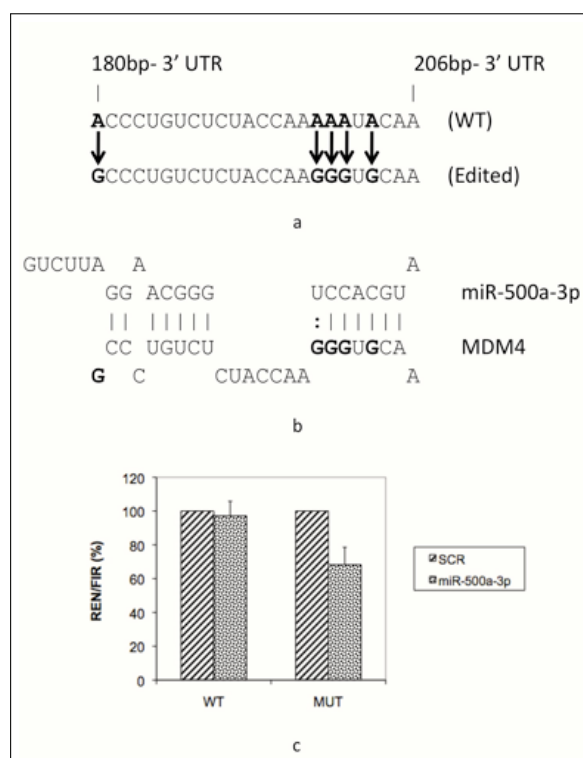 180bp- 3' UTR 206bp- 3' UTR
| |
ACCCUGUCUCUACCAAAAAUACAA (WT)
GCCCUGUCUCUACCAAGGGUGCAA (Edited)
a
GUCUUA A A
GG ACGGG UCCACGU miR-500a-3p
|| ||||| :||||||
CC UGUCU GGGUGCA MDM4
G C CUACCAA A
b
REN/FIR (%)
120
100
80
60
40
20
0
WT MUT
SCR
miR-500a-3p
c